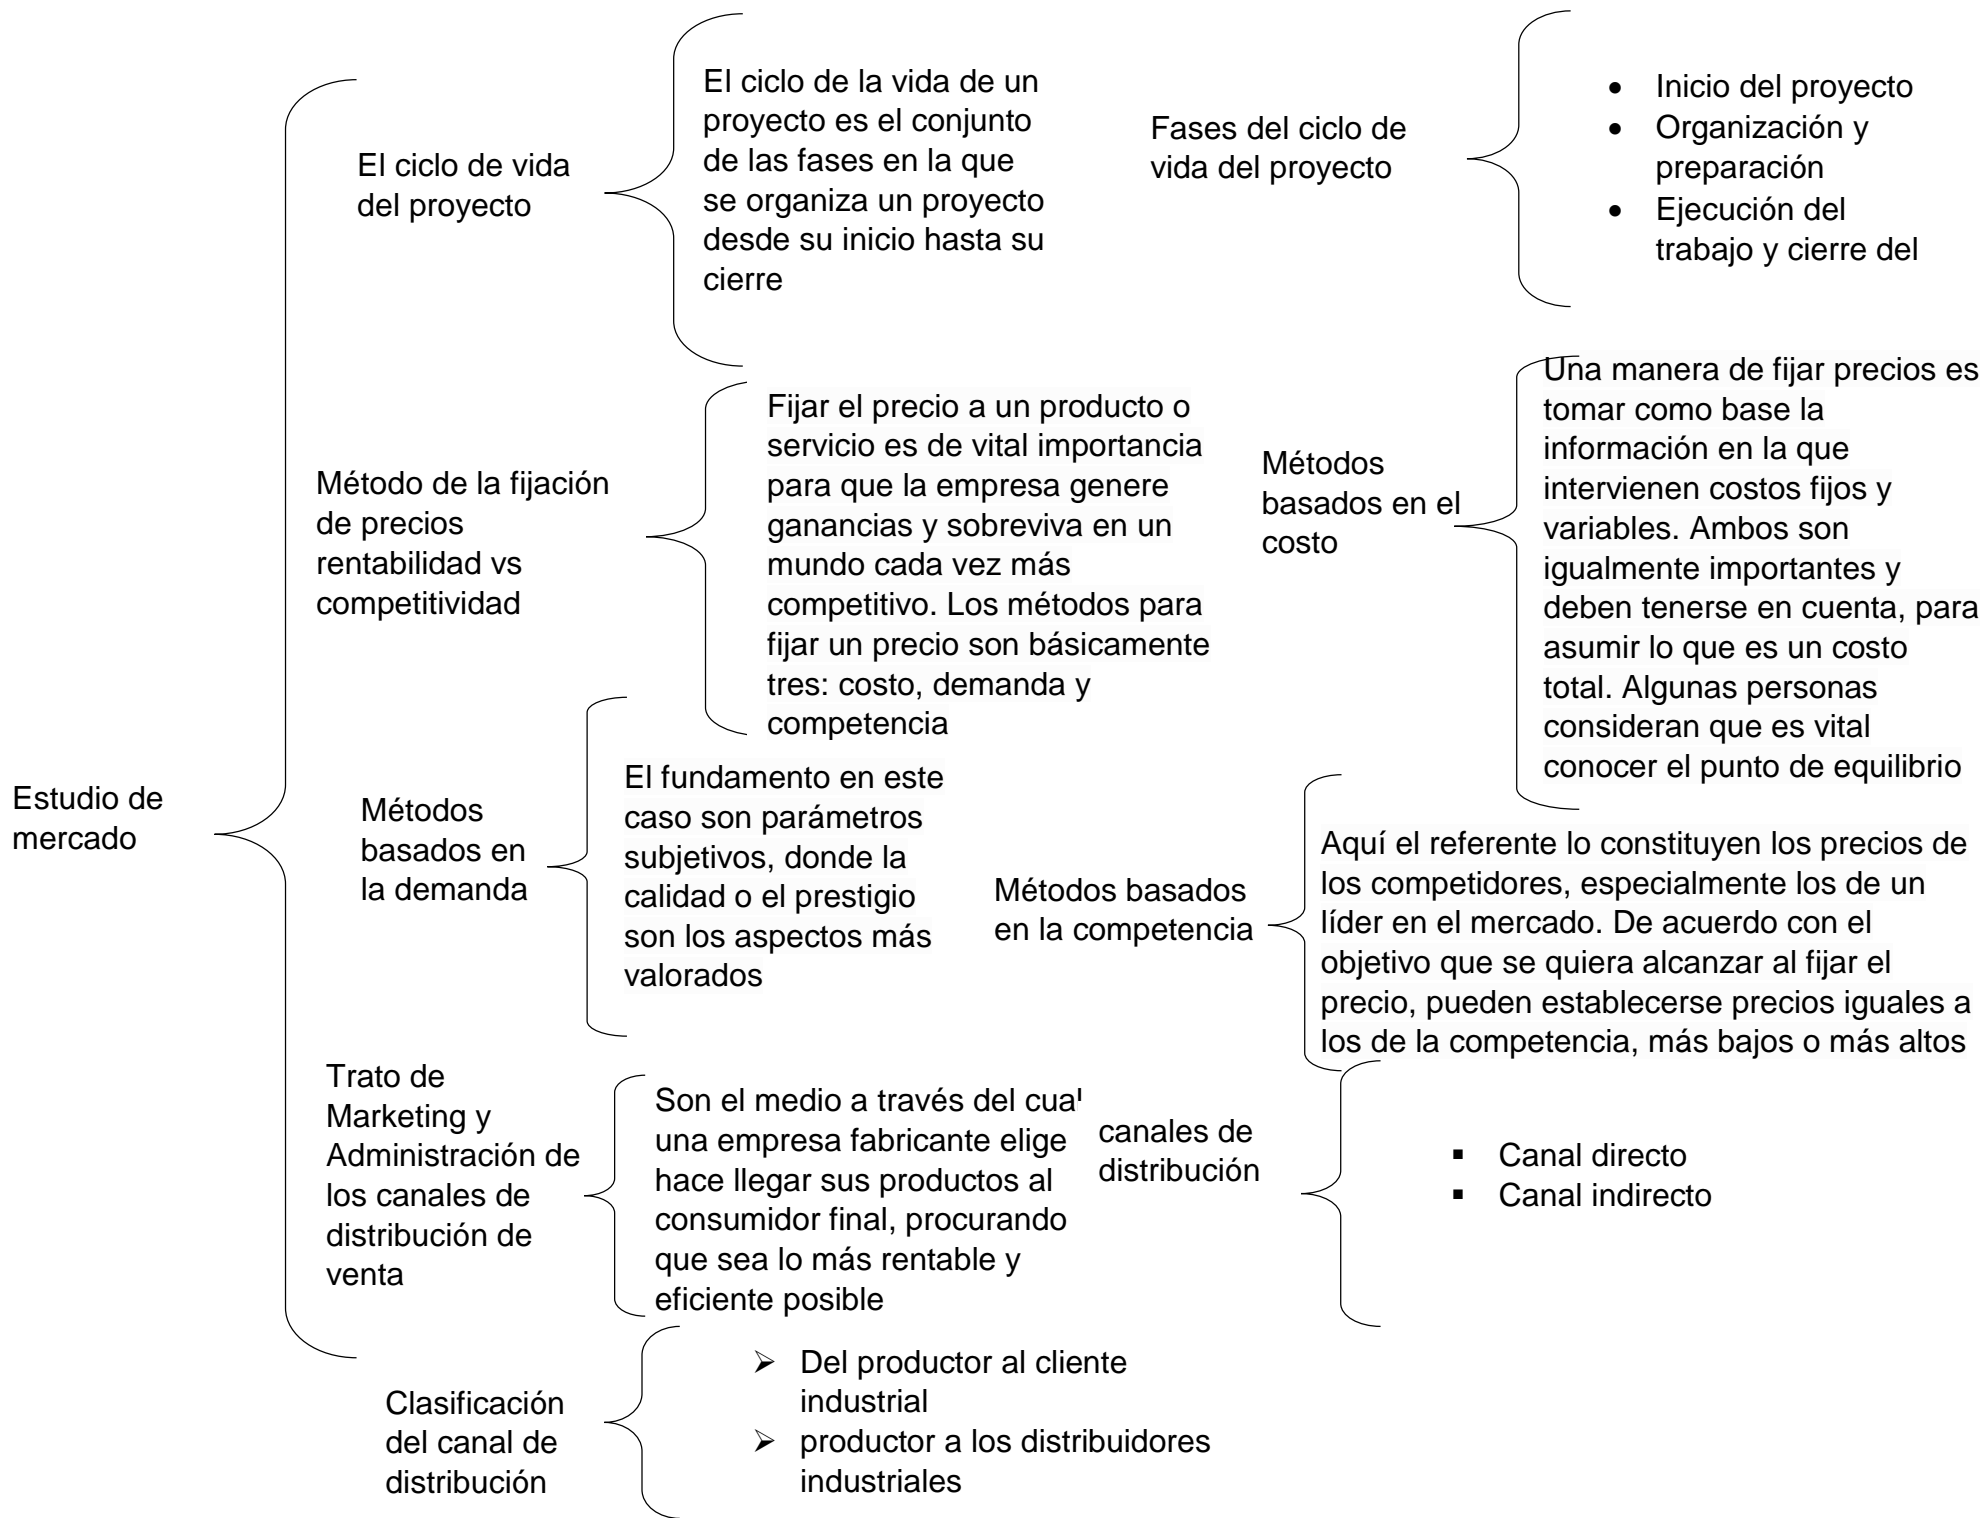 Estudio de
mercado
El ciclo de vida
del proyecto
El ciclo de la vida de un
proyecto es el conjunto
de las fases en la que
se organiza un proyecto
desde su inicio hasta su
cierre
Fases del ciclo de
vida del proyecto
• Inicio del proyecto
• Organización y
preparación
• Ejecución del
trabajo y cierre del
Método de la fijación
de precios
rentabilidad vs
competitividad
Fijar el precio a un producto o
servicio es de vital importancia
para que la empresa genere
ganancias y sobreviva en un
mundo cada vez más
competitivo. Los métodos para
fijar un precio son básicamente
tres: costo, demanda y
competencia
Métodos
basados en el
costo
Una manera de fijar precios es
tomar como base la
información en la que
intervienen costos fijos y
variables. Ambos son
igualmente importantes y
deben tenerse en cuenta, para
asumir lo que es un costo
total. Algunas personas
consideran que es vital
conocer el punto de equilibrio
Métodos
basados en
la demanda
El fundamento en este
caso son parámetros
subjetivos, donde la
calidad o el prestigio
son los aspectos más
valorados
Métodos basados
en la competencia
Aquí el referente lo constituyen los precios de
los competidores, especialmente los de un
líder en el mercado. De acuerdo con el
objetivo que se quiera alcanzar al fijar el
precio, pueden establecerse precios iguales a
los de la competencia, más bajos o más altos
Trato de
Marketing y
Administración de
los canales de
distribución de
venta
Son el medio a través del cual
una empresa fabricante elige
hace llegar sus productos al
consumidor final, procurando
que sea lo más rentable y
eficiente posible
canales de
distribución
▪ Canal directo
▪ Canal indirecto
Clasificación
del canal de
distribución
➢ Del productor al cliente
industrial
➢ productor a los distribuidores
industriales